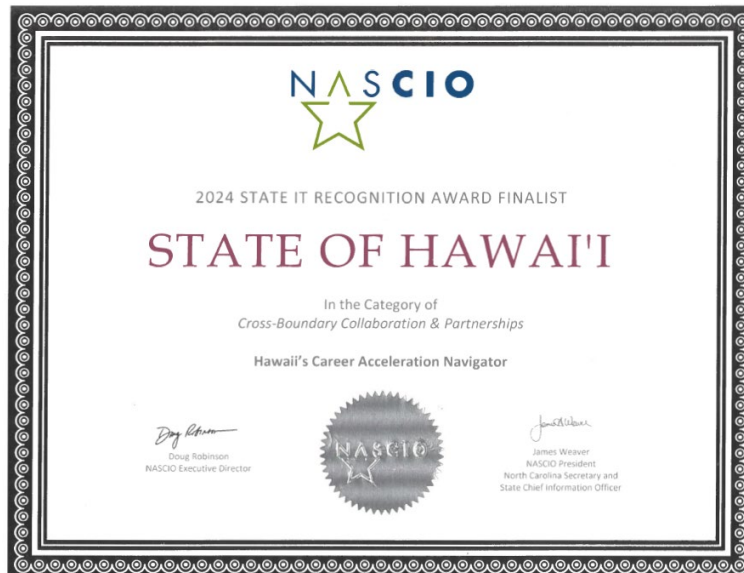 NASCIO
2024 STATE IT RECOGNITION AWARD FINALIST
STATE OF HAWAI'I
In the Category of
Cross-Boundary Collaboration & Partnerships
Hawaii's Career Acceleration Navigator
Doug Robinson
Doug Robinson
NASCIO Executive Director
NASCIO
James Weaver
NASCIO President
North Carolina Secretary and
State Chief Information Officer